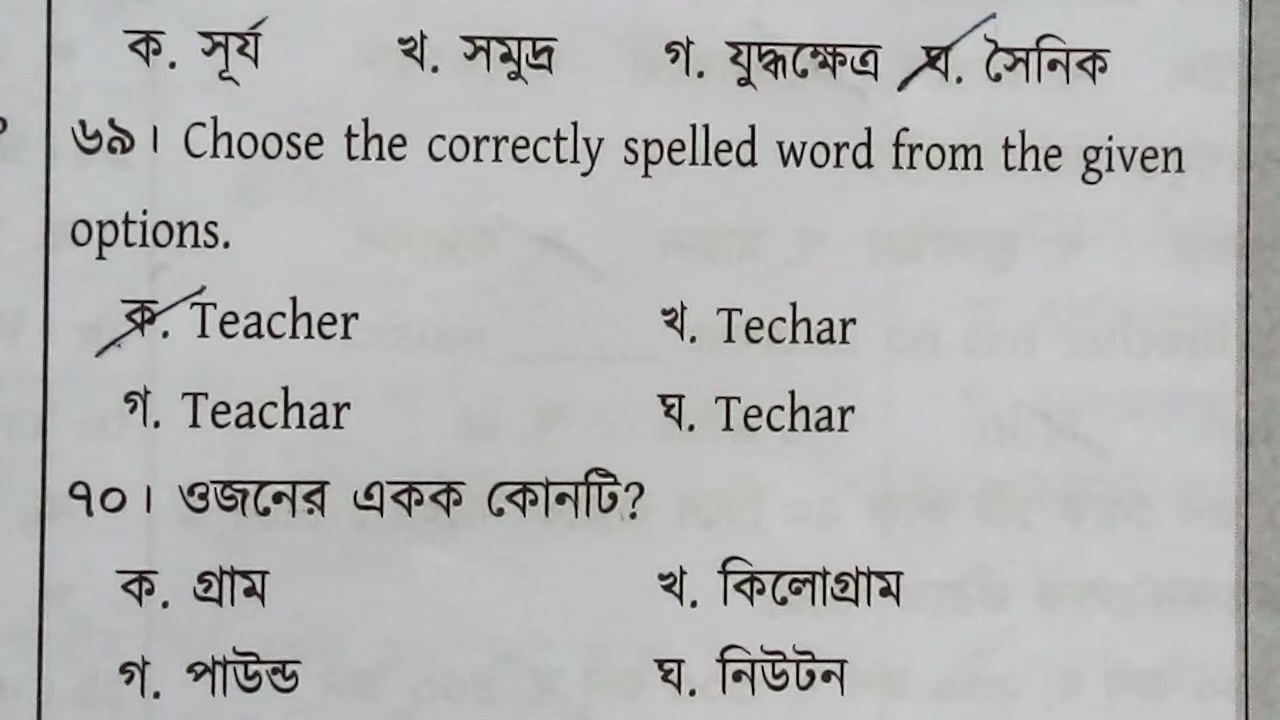 ক. সূর্য খ. সমুদ্র গ. যুদ্ধক্ষেত্র ঘ. সৈনিক
৬৯। Choose the correctly spelled word from the given
options.
ক. Teacher খ. Techar
গ. Teachar ঘ. Techar
৭০। ওজনের একক কোনটি?
ক. গ্রাম খ. কিলোগ্রাম
গ. পাউন্ড ঘ. নিউটন